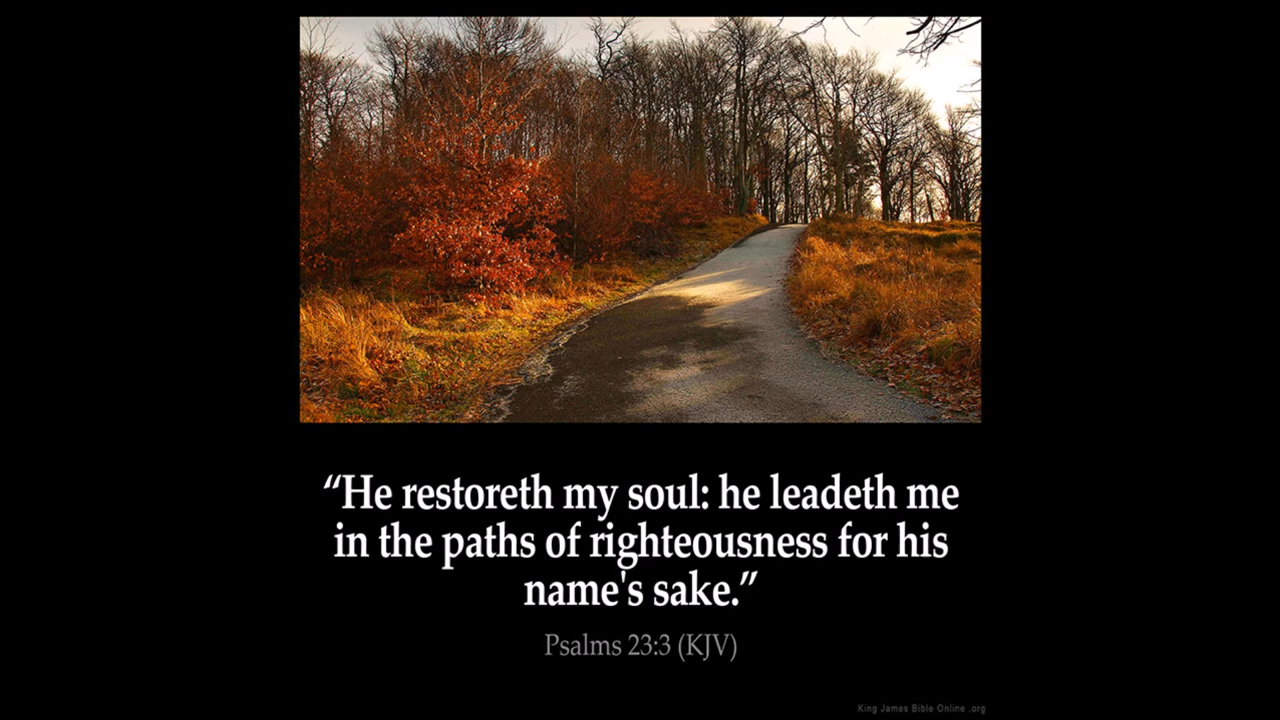 “He restoreth my soul: he leadeth me
in the paths of righteousness for his
name's sake.”
Psalms 23:3 (KJV)
King James Bible Online .org